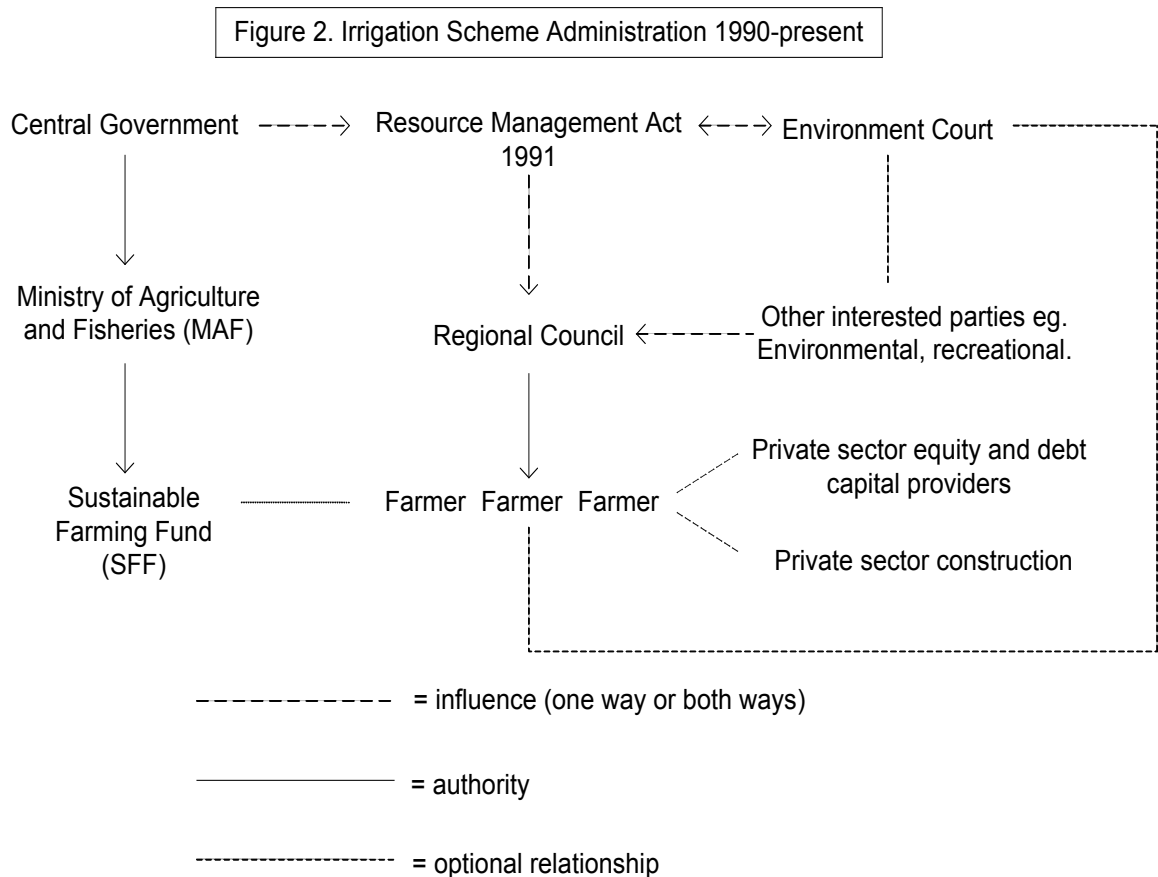 Figure 2. Irrigation Scheme Administration 1990-present
Central Government
Resource Management Act
1991
Environment Court
Ministry of Agriculture
and Fisheries (MAF)
Regional Council
Other interested parties eg.
Environmental, recreational.
Sustainable
Farming Fund
(SFF)
Farmer Farmer Farmer
Private sector equity and debt
capital providers
Private sector construction
= influence (one way or both ways)
= authority
= optional relationship